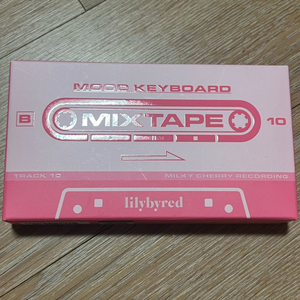 MOOD KEYBOARD
B MIXTAPE 10
TRACK 10 MILKY CHERRY RECORDING
lilybyred